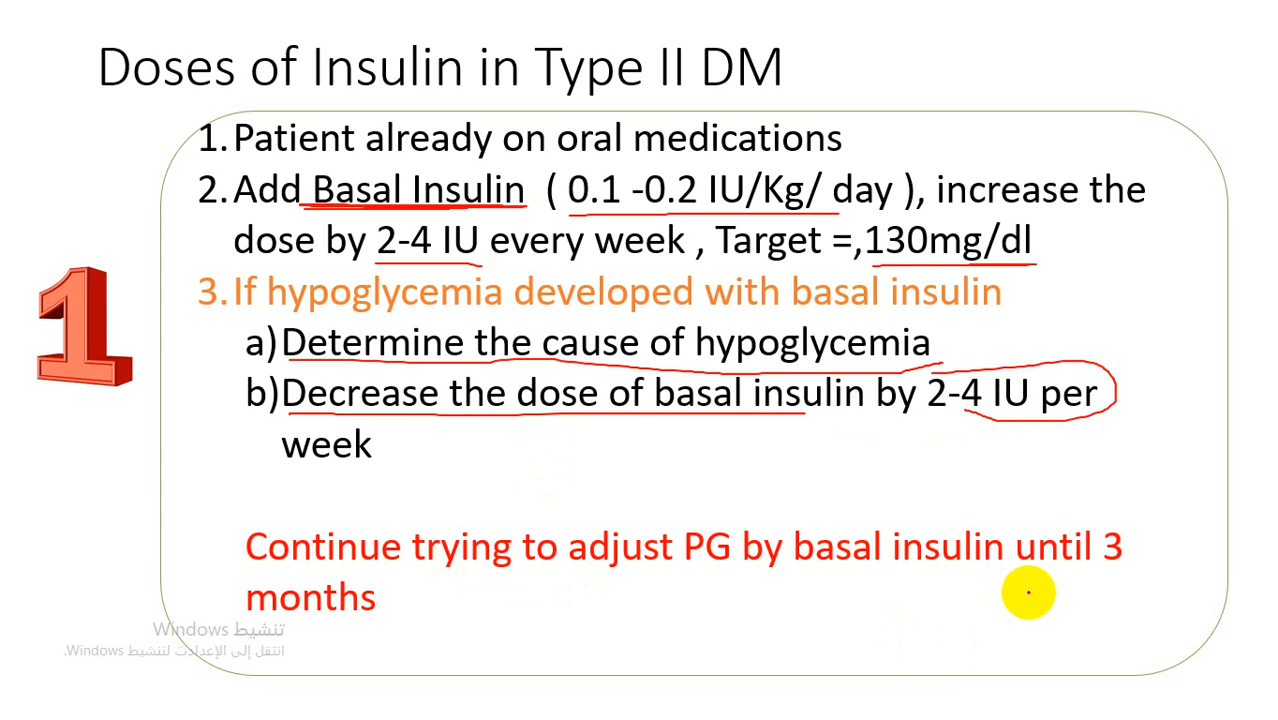 Doses of Insulin in Type II DM
1. Patient already on oral medications
2. Add Basal Insulin ( 0.1 -0.2 IU/Kg/ day ), increase the
dose by 2-4 IU every week , Target =,130mg/dl
1
3. If hypoglycemia developed with basal insulin
a) Determine the cause of hypoglycemia
b) Decrease the dose of basal insulin by 2-4 IU per
week
Continue trying to adjust PG by basal insulin until 3
months
تنشيط Windows
انتقل إلى الإعدادت لتنشيط Windows.